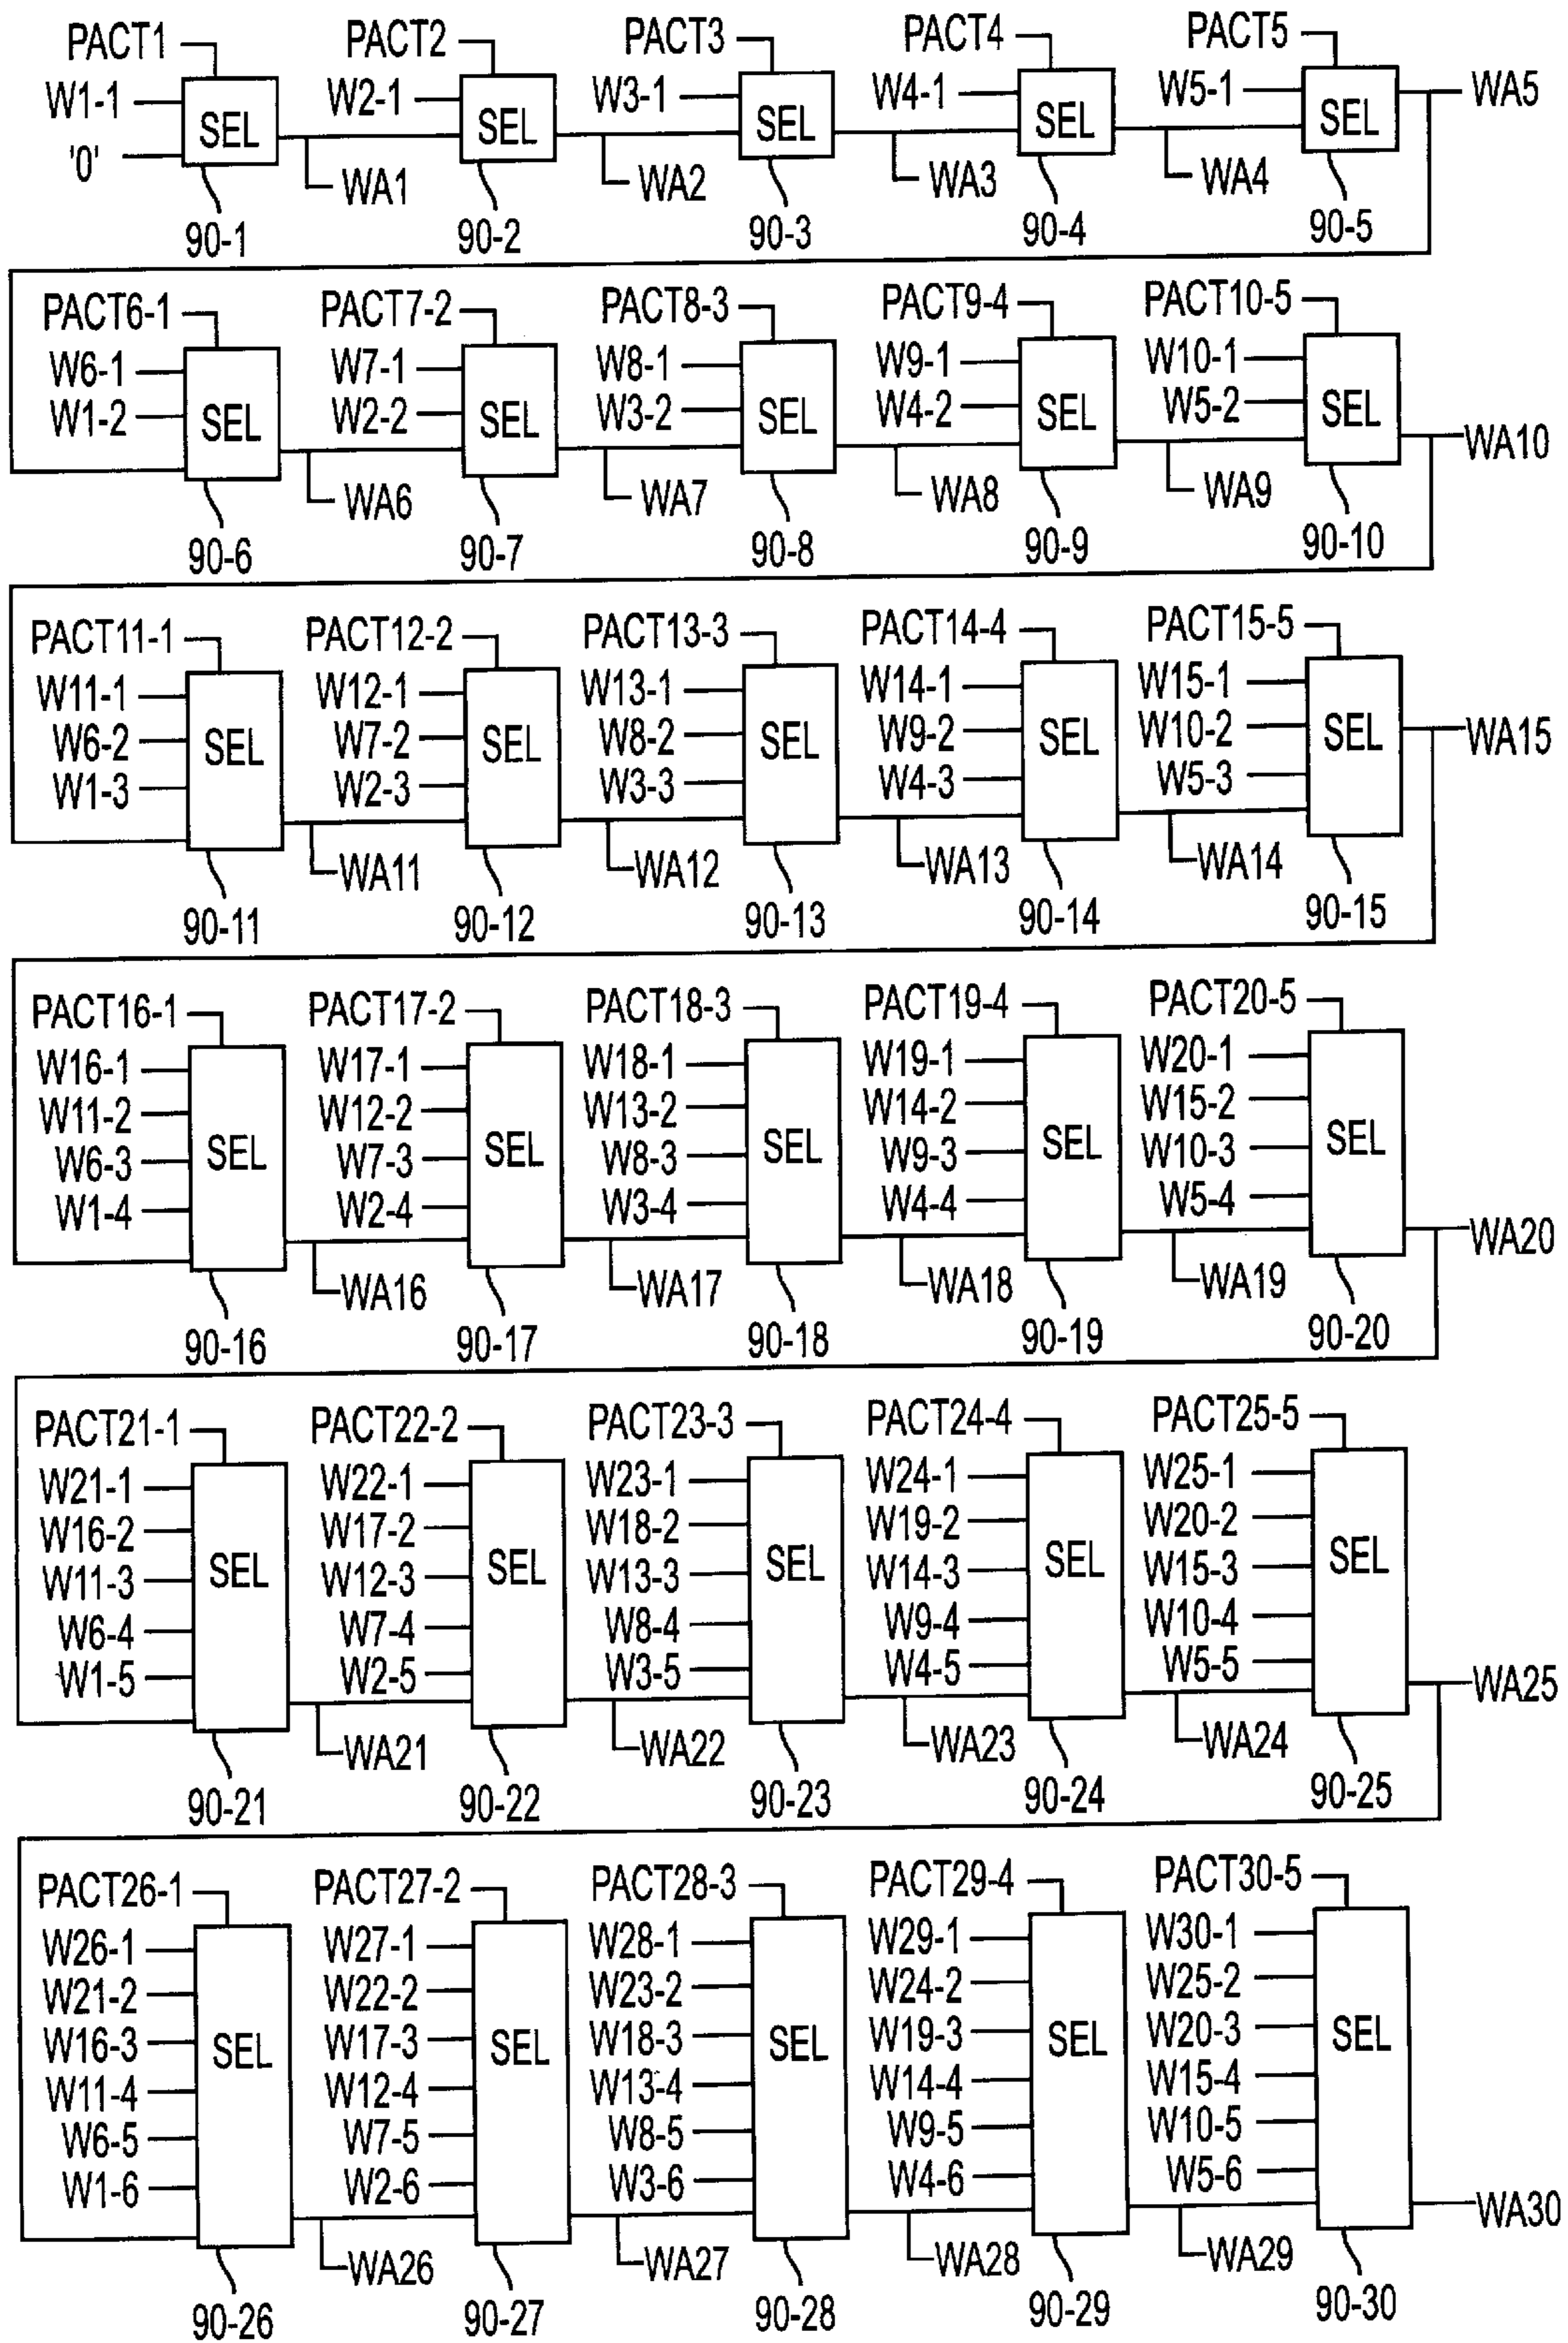 PACT1 PACT2 PACT3 PACT4 PACT5
W1-1 W2-1 W3-1 W4-1 W5-1 WA5
'0' SEL SEL SEL SEL SEL
WA1 WA2 WA3 WA4
90-1 90-2 90-3 90-4 90-5
PACT6-1 PACT7-2 PACT8-3 PACT9-4 PACT10-5
W6-1 W7-1 W8-1 W9-1 W10-1
W1-2 W2-2 W3-2 W4-2 W5-2
SEL SEL SEL SEL SEL WA10
WA6 WA7 WA8 WA9
90-6 90-7 90-8 90-9 90-10
PACT11-1 PACT12-2 PACT13-3 PACT14-4 PACT15-5
W11-1 W12-1 W13-1 W14-1 W15-1
W6-2 W7-2 W8-2 W9-2 W10-2
SEL SEL SEL SEL SEL WA15
W1-3 W2-3 W3-3 W4-3 W5-3
WA11 WA12 WA13 WA14
90-11 90-12 90-13 90-14 90-15
PACT16-1 PACT17-2 PACT18-3 PACT19-4 PACT20-5
W16-1 W17-1 W18-1 W19-1 W20-1
W11-2 W12-2 W13-2 W14-2 W15-2
W6-3 W7-3 W8-3 W9-3 W10-3
SEL SEL SEL SEL SEL
W1-4 W2-4 W3-4 W4-4 W5-4
WA20
WA16 WA17 WA18 WA19
90-16 90-17 90-18 90-19 90-20
PACT21-1 PACT22-2 PACT23-3 PACT24-4 PACT25-5
W21-1 W22-1 W23-1 W24-1 W25-1
W16-2 W17-2 W18-2 W19-2 W20-2
W11-3 W12-3 W13-3 W14-3 W15-3
SEL SEL SEL SEL SEL
W6-4 W7-4 W8-4 W9-4 W10-4
W1-5 W2-5 W3-5 W4-5 W5-5
WA25
WA21 WA22 WA23 WA24
90-21 90-22 90-23 90-24 90-25
PACT26-1 PACT27-2 PACT28-3 PACT29-4 PACT30-5
W26-1 W27-1 W28-1 W29-1 W30-1
W21-2 W22-2 W23-2 W24-2 W25-2
W16-3 W17-3 W18-3 W19-3 W20-3
SEL SEL SEL SEL SEL
W11-4 W12-4 W13-4 W14-4 W15-4
W6-5 W7-5 W8-5 W9-5 W10-5
W1-6 W2-6 W3-6 W4-6 W5-6
WA30
WA26 WA27 WA28 WA29
90-26 90-27 90-28 90-29 90-30